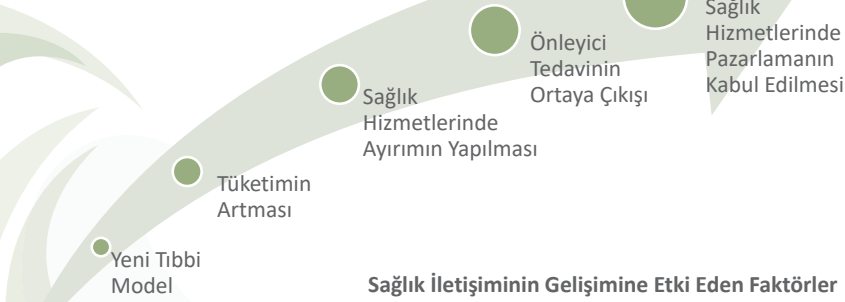 Sağlık
Hizmetlerinde
Pazarlamanın
Kabul Edilmesi
Önleyici
Tedavinin
Ortaya Çıkışı
Sağlık
Hizmetlerinde
Ayırımın Yapılması
Tüketimin
Artması
Yeni Tıbbi
Model
Sağlık İletişiminin Gelişimine Etki Eden Faktörler